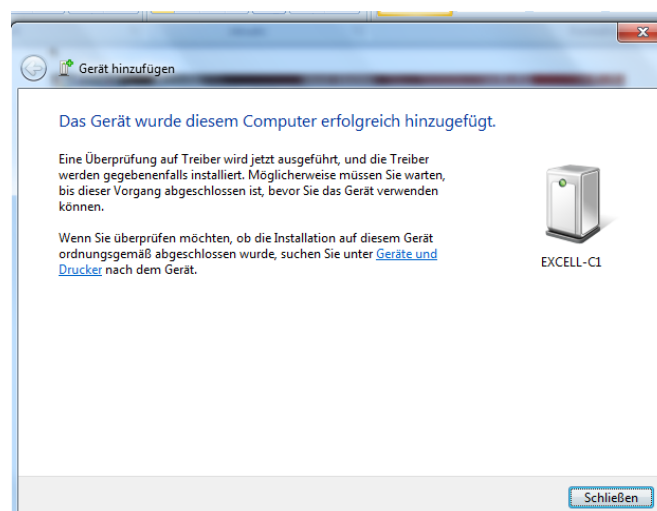 Gerät hinzufügen
Das Gerät wurde diesem Computer erfolgreich hinzugefügt.
Eine Überprüfung auf Treiber wird jetzt ausgeführt, und die Treiber
werden gegebenenfalls installiert. Möglicherweise müssen Sie warten,
bis dieser Vorgang abgeschlossen ist, bevor Sie das Gerät verwenden
können.
Wenn Sie überprüfen möchten, ob die Installation auf diesem Gerät
ordnungsgemäß abgeschlossen wurde, suchen Sie unter Geräte und
Drucker nach dem Gerät.
EXCELL-C1
Schließen